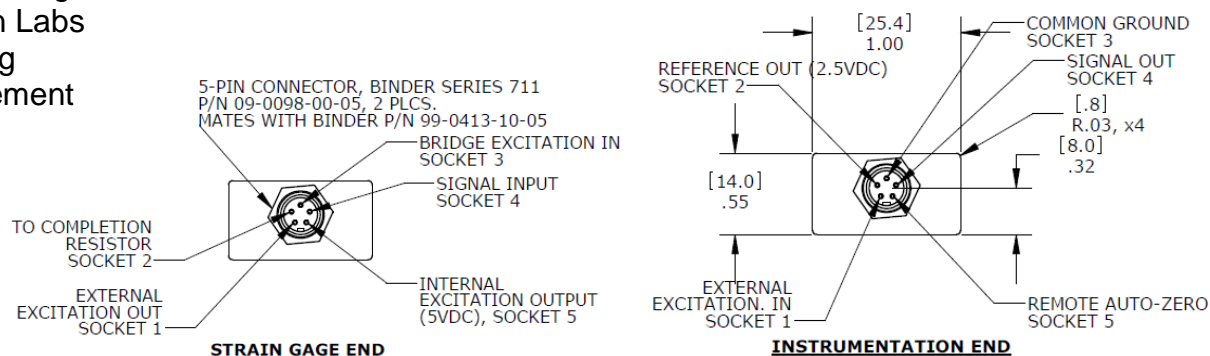 Labs
5-PIN CONNECTOR, BINDER SERIES 711
P/N 09-0098-00-05, 2 PLCS.
MATES WITH BINDER P/N 99-0413-10-05
BRIDGE EXCITATION IN
SOCKET 3
SIGNAL INPUT
SOCKET 4
TO COMPLETION
RESISTOR
SOCKET 2
EXTERNAL
EXCITATION OUT
SOCKET 1
INTERNAL
EXCITATION OUTPUT
(5VDC), SOCKET 5
STRAIN GAGE END
[25.4]
1.00
COMMON GROUND
SOCKET 3
REFERENCE OUT (2.5VDC)
SOCKET 2
SIGNAL OUT
SOCKET 4
[.8]
R.03, x4
[8.0]
.32
[14.0]
.55
EXTERNAL
EXCITATION. IN
SOCKET 1
REMOTE AUTO-ZERO
SOCKET 5
INSTRUMENTATION END